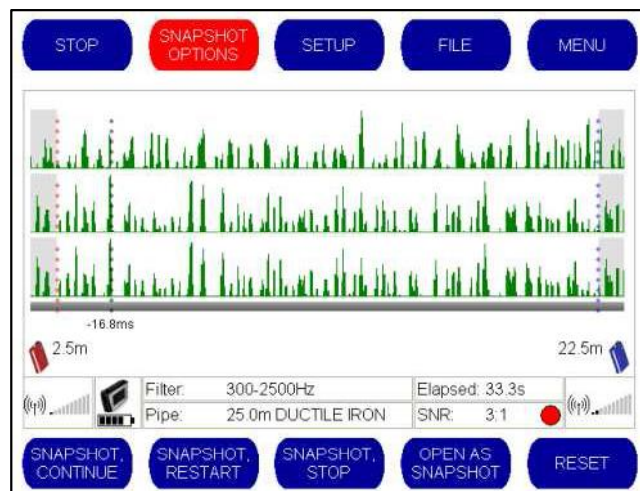 STOP
SNAPSHOT
OPTIONS
SETUP
FILE
MENU
-16.8ms
2.5m
22.5m
Filter: 300-2500Hz
Elapsed: 33.3s
Pipe: 25.0m DUCTILE IRON
SNR: 3:1
SNAPSHOT,
CONTINUE
SNAPSHOT,
RESTART
SNAPSHOT,
STOP
OPEN AS
SNAPSHOT
RESET